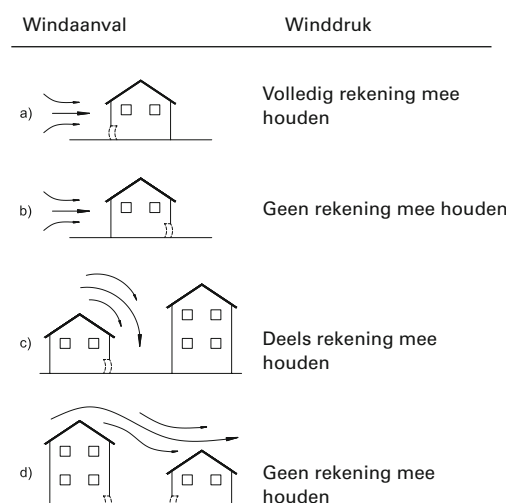 Windaanval Winddruk
a) Volledig rekening mee
houden
b) Geen rekening mee houden
c) Deels rekening mee
houden
d) Geen rekening mee
houden